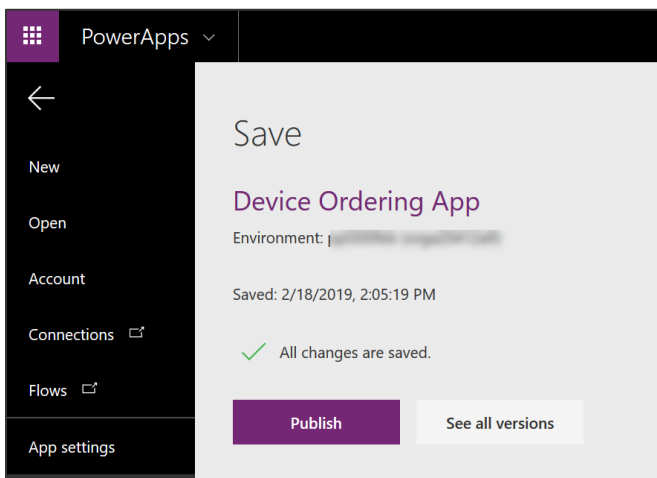 PowerApps
Save
New
Device Ordering App
Open
Environment:
Account
Saved: 2/18/2019, 2:05:19 PM
Connections
All changes are saved.
Flows
Publish
See all versions
App settings